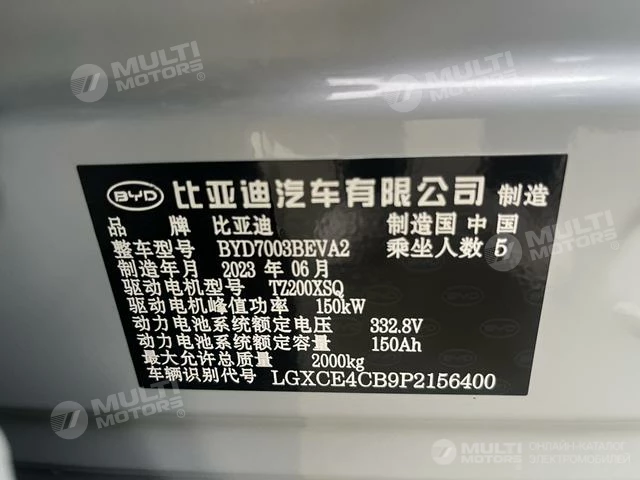 MULTI MOTORS
MULTI MOTORS
BYD 比亚迪汽车有限公司 制造
品 牌 比亚迪 制造国 中国
整车型号 BYD7003BEVA2 乘坐人数 5
制造年月 2023 年 06 月
驱动电机型号 TZ200XSQ
驱动电机峰值功率 150kW
动力电池系统额定电压 332.8V
动力电池系统额定容量 150Ah
最大允许总质量 2000kg
车辆识别代号 LGXCE4CB9P2156400
MULTI MOTORS
MULTI MOTORS ОНЛАЙН-КАТАЛОГ ЭЛЕКТРОМОБИЛЕЙ